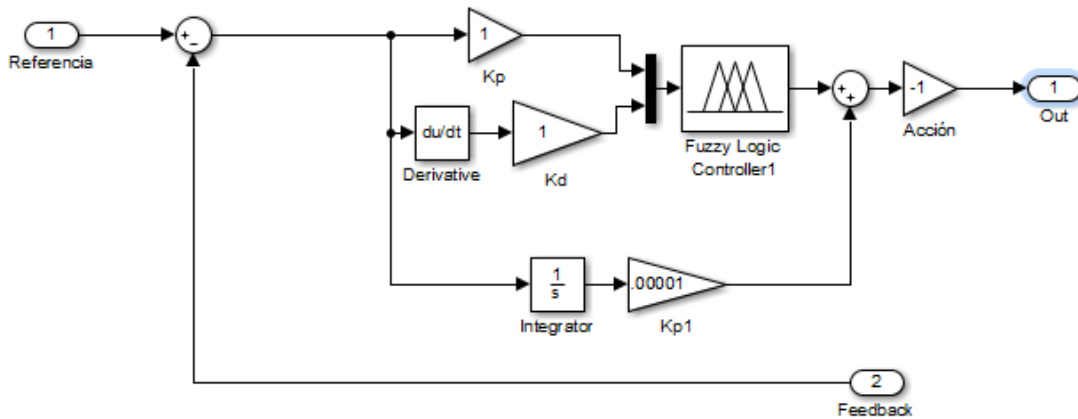 1
Referencia
+
−
1
Kp
du/dt
Derivative
1
Kd
Fuzzy Logic
Controller1
+
+
-1
Acción
1
Out
1
s
Integrator
.00001
Kp1
2
Feedback